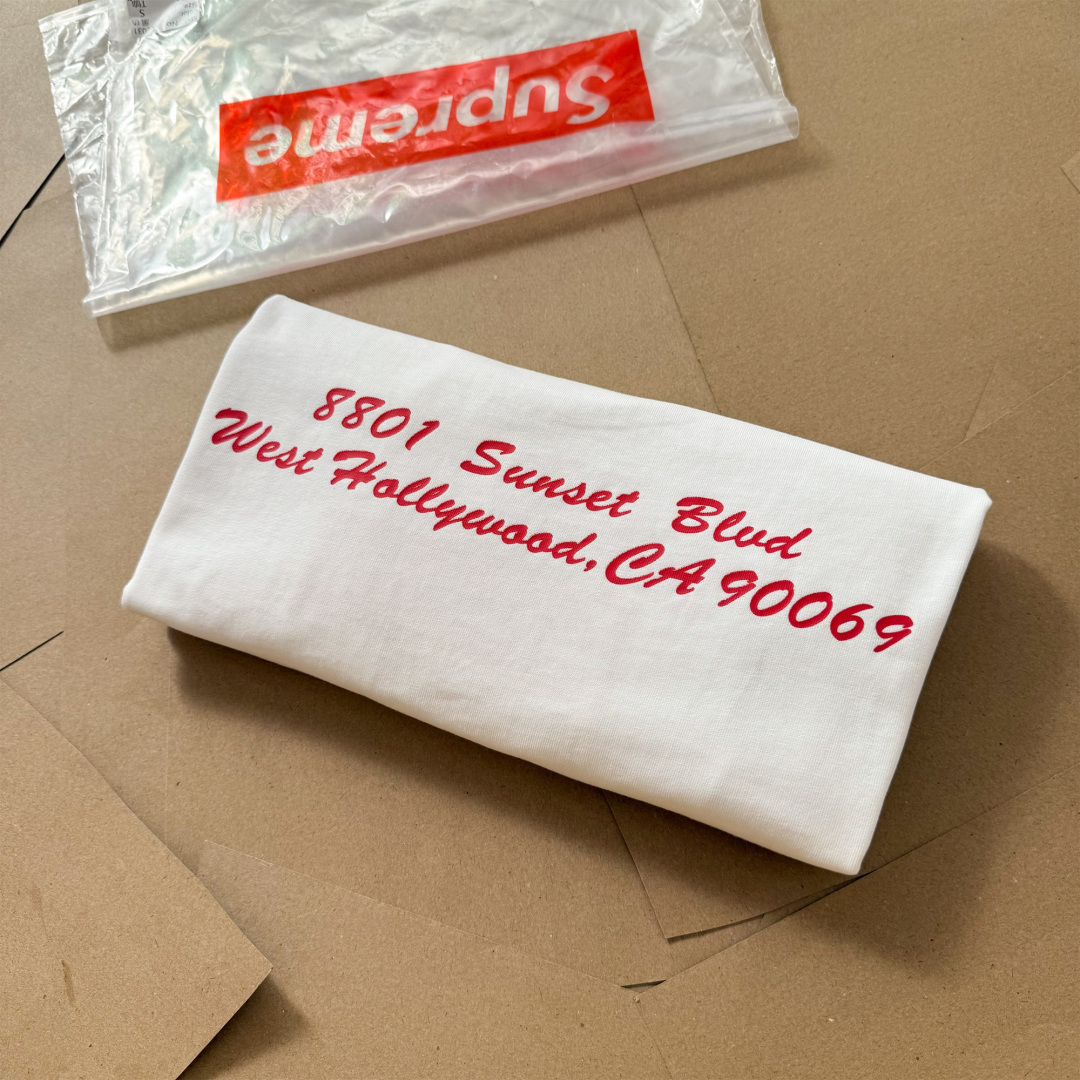 Supreme
8801 Sunset Blvd
West Hollywood, CA 90069